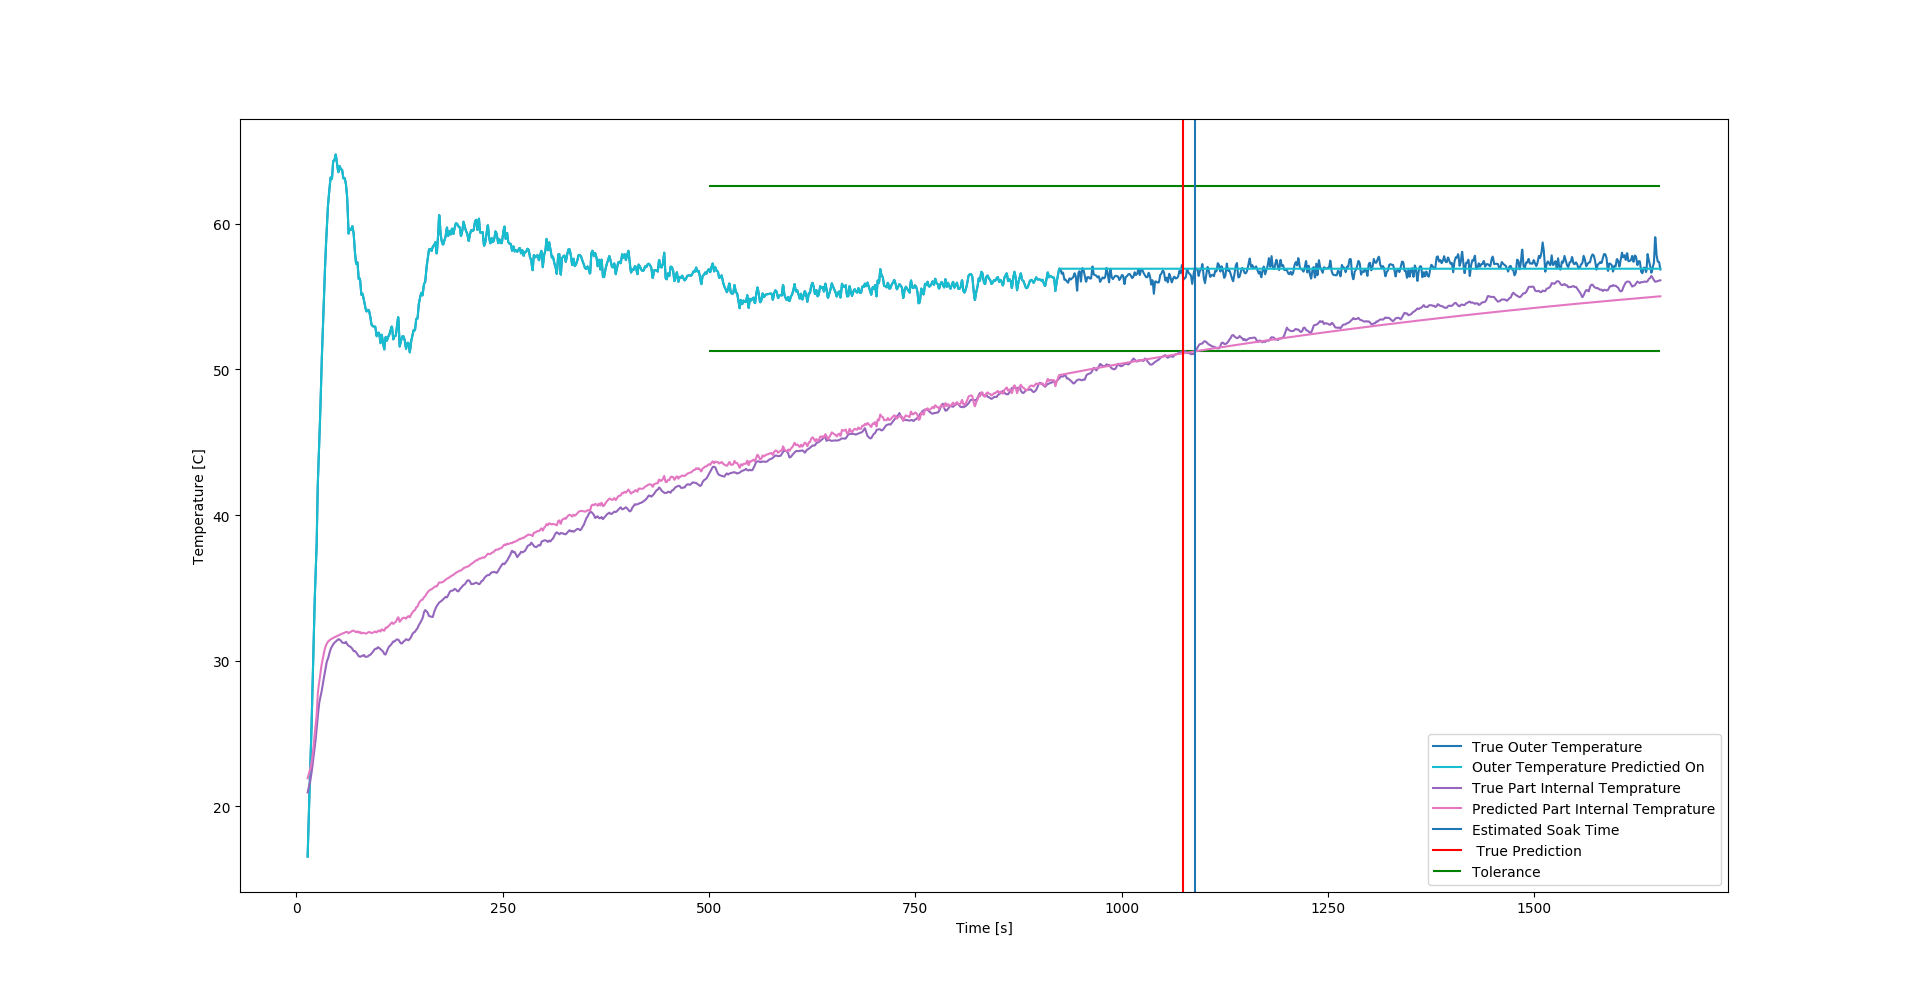 60
50
40
30
20
Temperature [C]
0
250
500
750
1000
1250
1500
Time [s]
True Outer Temperature
Outer Temperature Predictied On
True Part Internal Temprature
Predicted Part Internal Temprature
Estimated Soak Time
True Prediction
Tolerance